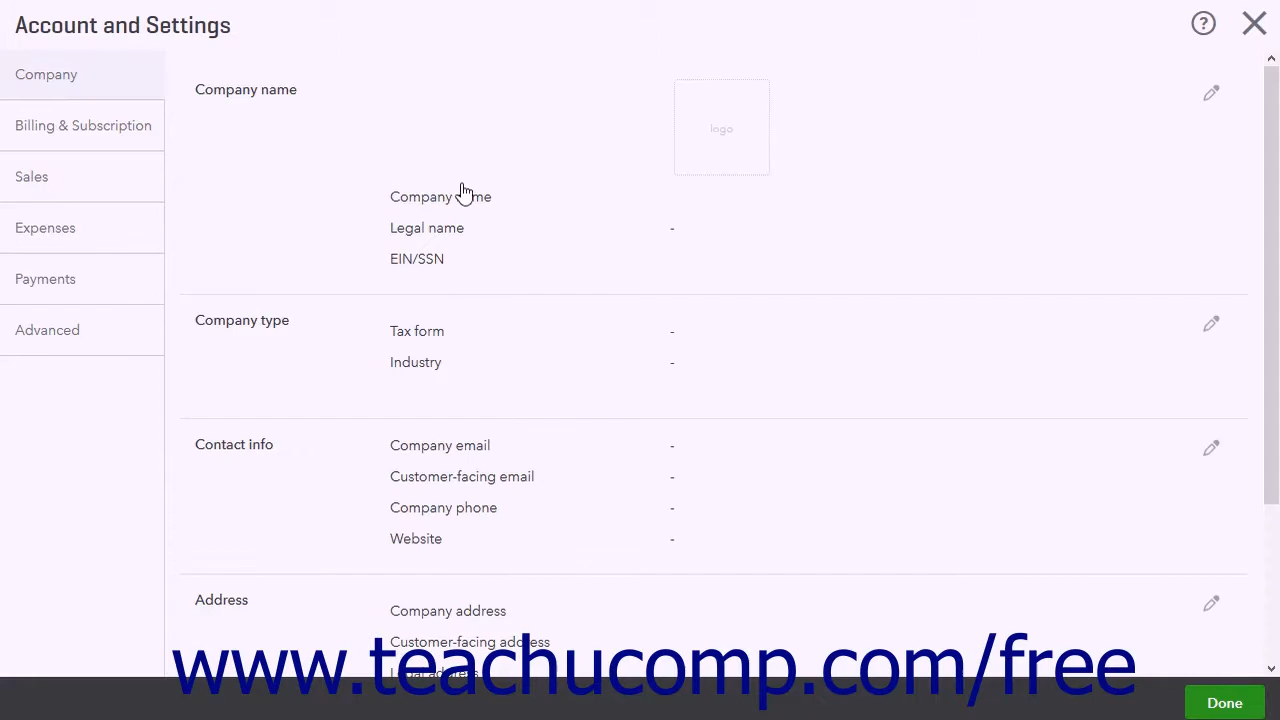 Account and Settings
Company
Billing & Subscription
Sales
Expenses
Payments
Advanced
Company name
logo
Company
Legal name -
EIN/SSN
Company type
Tax form -
Industry -
Contact info
Company email -
Customer-facing email -
Company phone -
Website -
Address
Company address
Customer-facing address
www.teachucomp.com/free
Done